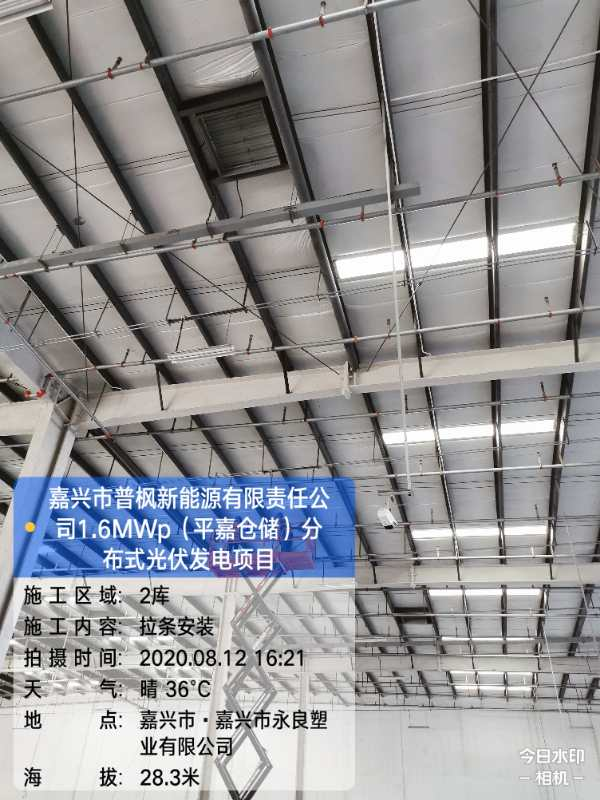 嘉兴市普枫新能源有限责任公
司1.6MWp（平嘉仓储）分
布式光伏发电项目
施工区域：2库
施工内容：拉条安装
拍摄时间：2020.08.12 16:21
天气：晴 36℃
地点：嘉兴市·嘉兴市永良塑
业有限公司
海拔：28.3米
今日水印
-相机-